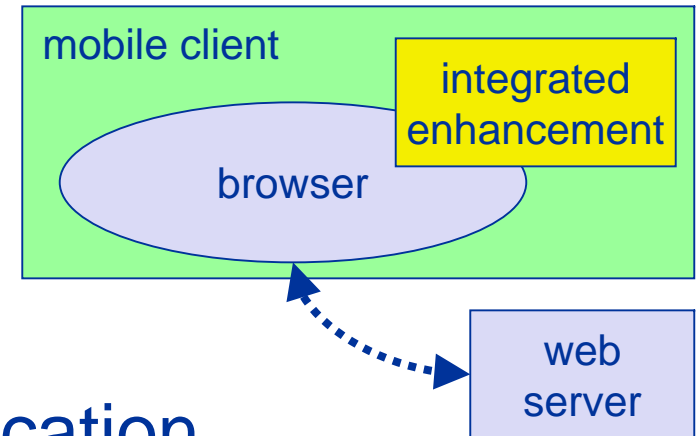 mobile client
integrated
enhancement
browser
web
server